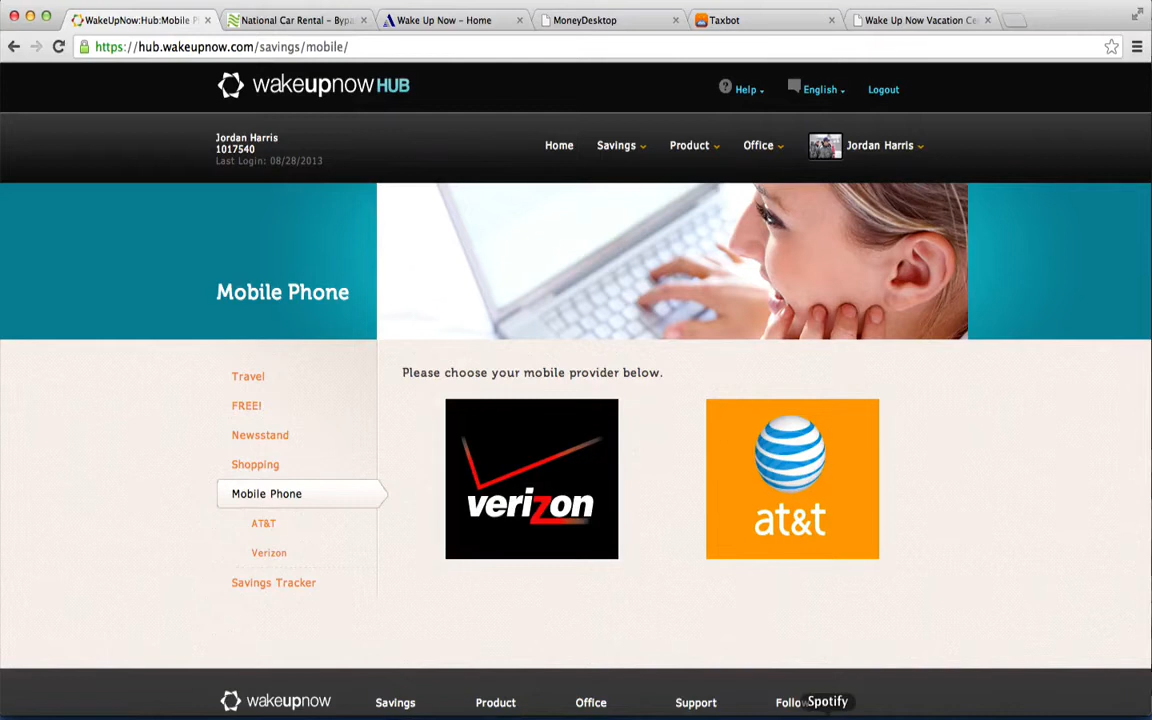 WakeUpNow:Hub:Mobile P
National Car Rental – Bypa
Wake Up Now – Home
MoneyDesktop
Taxbot
Wake Up Now Vacation Ce
https://hub.wakeupnow.com/savings/mobile/
wakeupnow HUB
Help
English
Logout
Jordan Harris
1017540
Last Login: 08/28/2013
Home
Savings
Product
Office
Jordan Harris
Mobile Phone
Please choose your mobile provider below.
Travel
FREE!
Newsstand
Shopping
Mobile Phone
AT&T
Verizon
Savings Tracker
verizon
at&t
wakeupnow
Savings
Product
Office
Support
Follo
Spotify